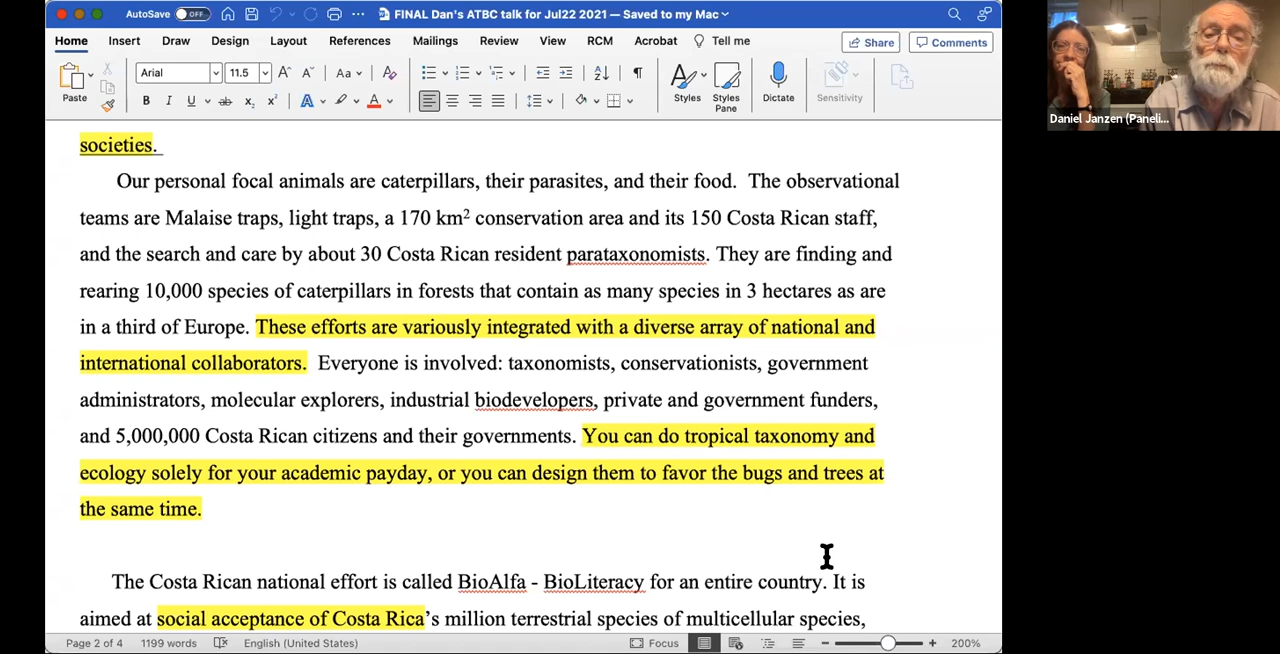 AutoSave OFF FINAL Dan's ATBC talk for Jul22 2021 — Saved to my Mac
Home Insert Draw Design Layout References Mailings Review View RCM Acrobat Tell me Share Comments
Paste Arial 11.5 Aa Styles Styles Pane Dictate Sensitivity
Daniel Janzen (Paneli...
societies.
Our personal focal animals are caterpillars, their parasites, and their food. The observational
teams are Malaise traps, light traps, a 170 km² conservation area and its 150 Costa Rican staff,
and the search and care by about 30 Costa Rican resident parataxonomists. They are finding and
rearing 10,000 species of caterpillars in forests that contain as many species in 3 hectares as are
in a third of Europe. These efforts are variously integrated with a diverse array of national and
international collaborators. Everyone is involved: taxonomists, conservationists, government
administrators, molecular explorers, industrial biodevelopers, private and government funders,
and 5,000,000 Costa Rican citizens and their governments. You can do tropical taxonomy and
ecology solely for your academic payday, or you can design them to favor the bugs and trees at
the same time.
The Costa Rican national effort is called BioAlfa - BioLiteracy for an entire country. It is
aimed at social acceptance of Costa Rica's million terrestrial species of multicellular species,
Page 2 of 4 1199 words English (United States) Focus 200%